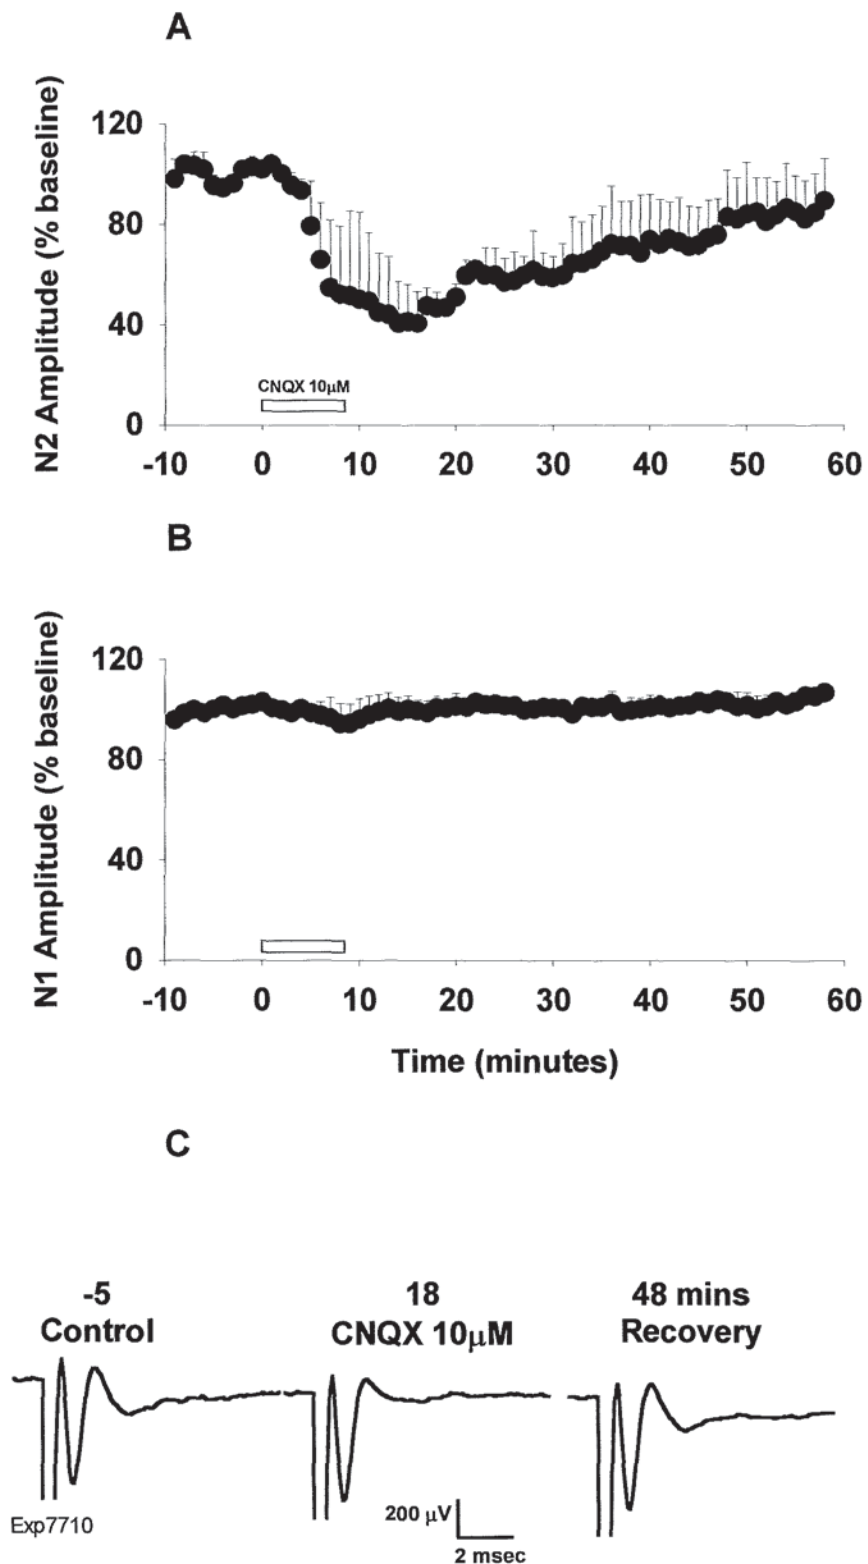 A
N2 Amplitude (% baseline)
120
80
40
0
CNQX 10μM
-10 0 10 20 30 40 50 60
B
N1 Amplitude (% baseline)
120
80
40
0
-10 0 10 20 30 40 50 60
Time (minutes)
C
-5 18 48 mins
Control CNQX 10μM Recovery
200 μV
2 msec
Exp7710